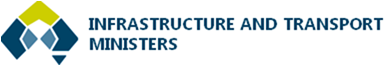 INFRASTRUCTURE AND TRANSPORT
MINISTERS